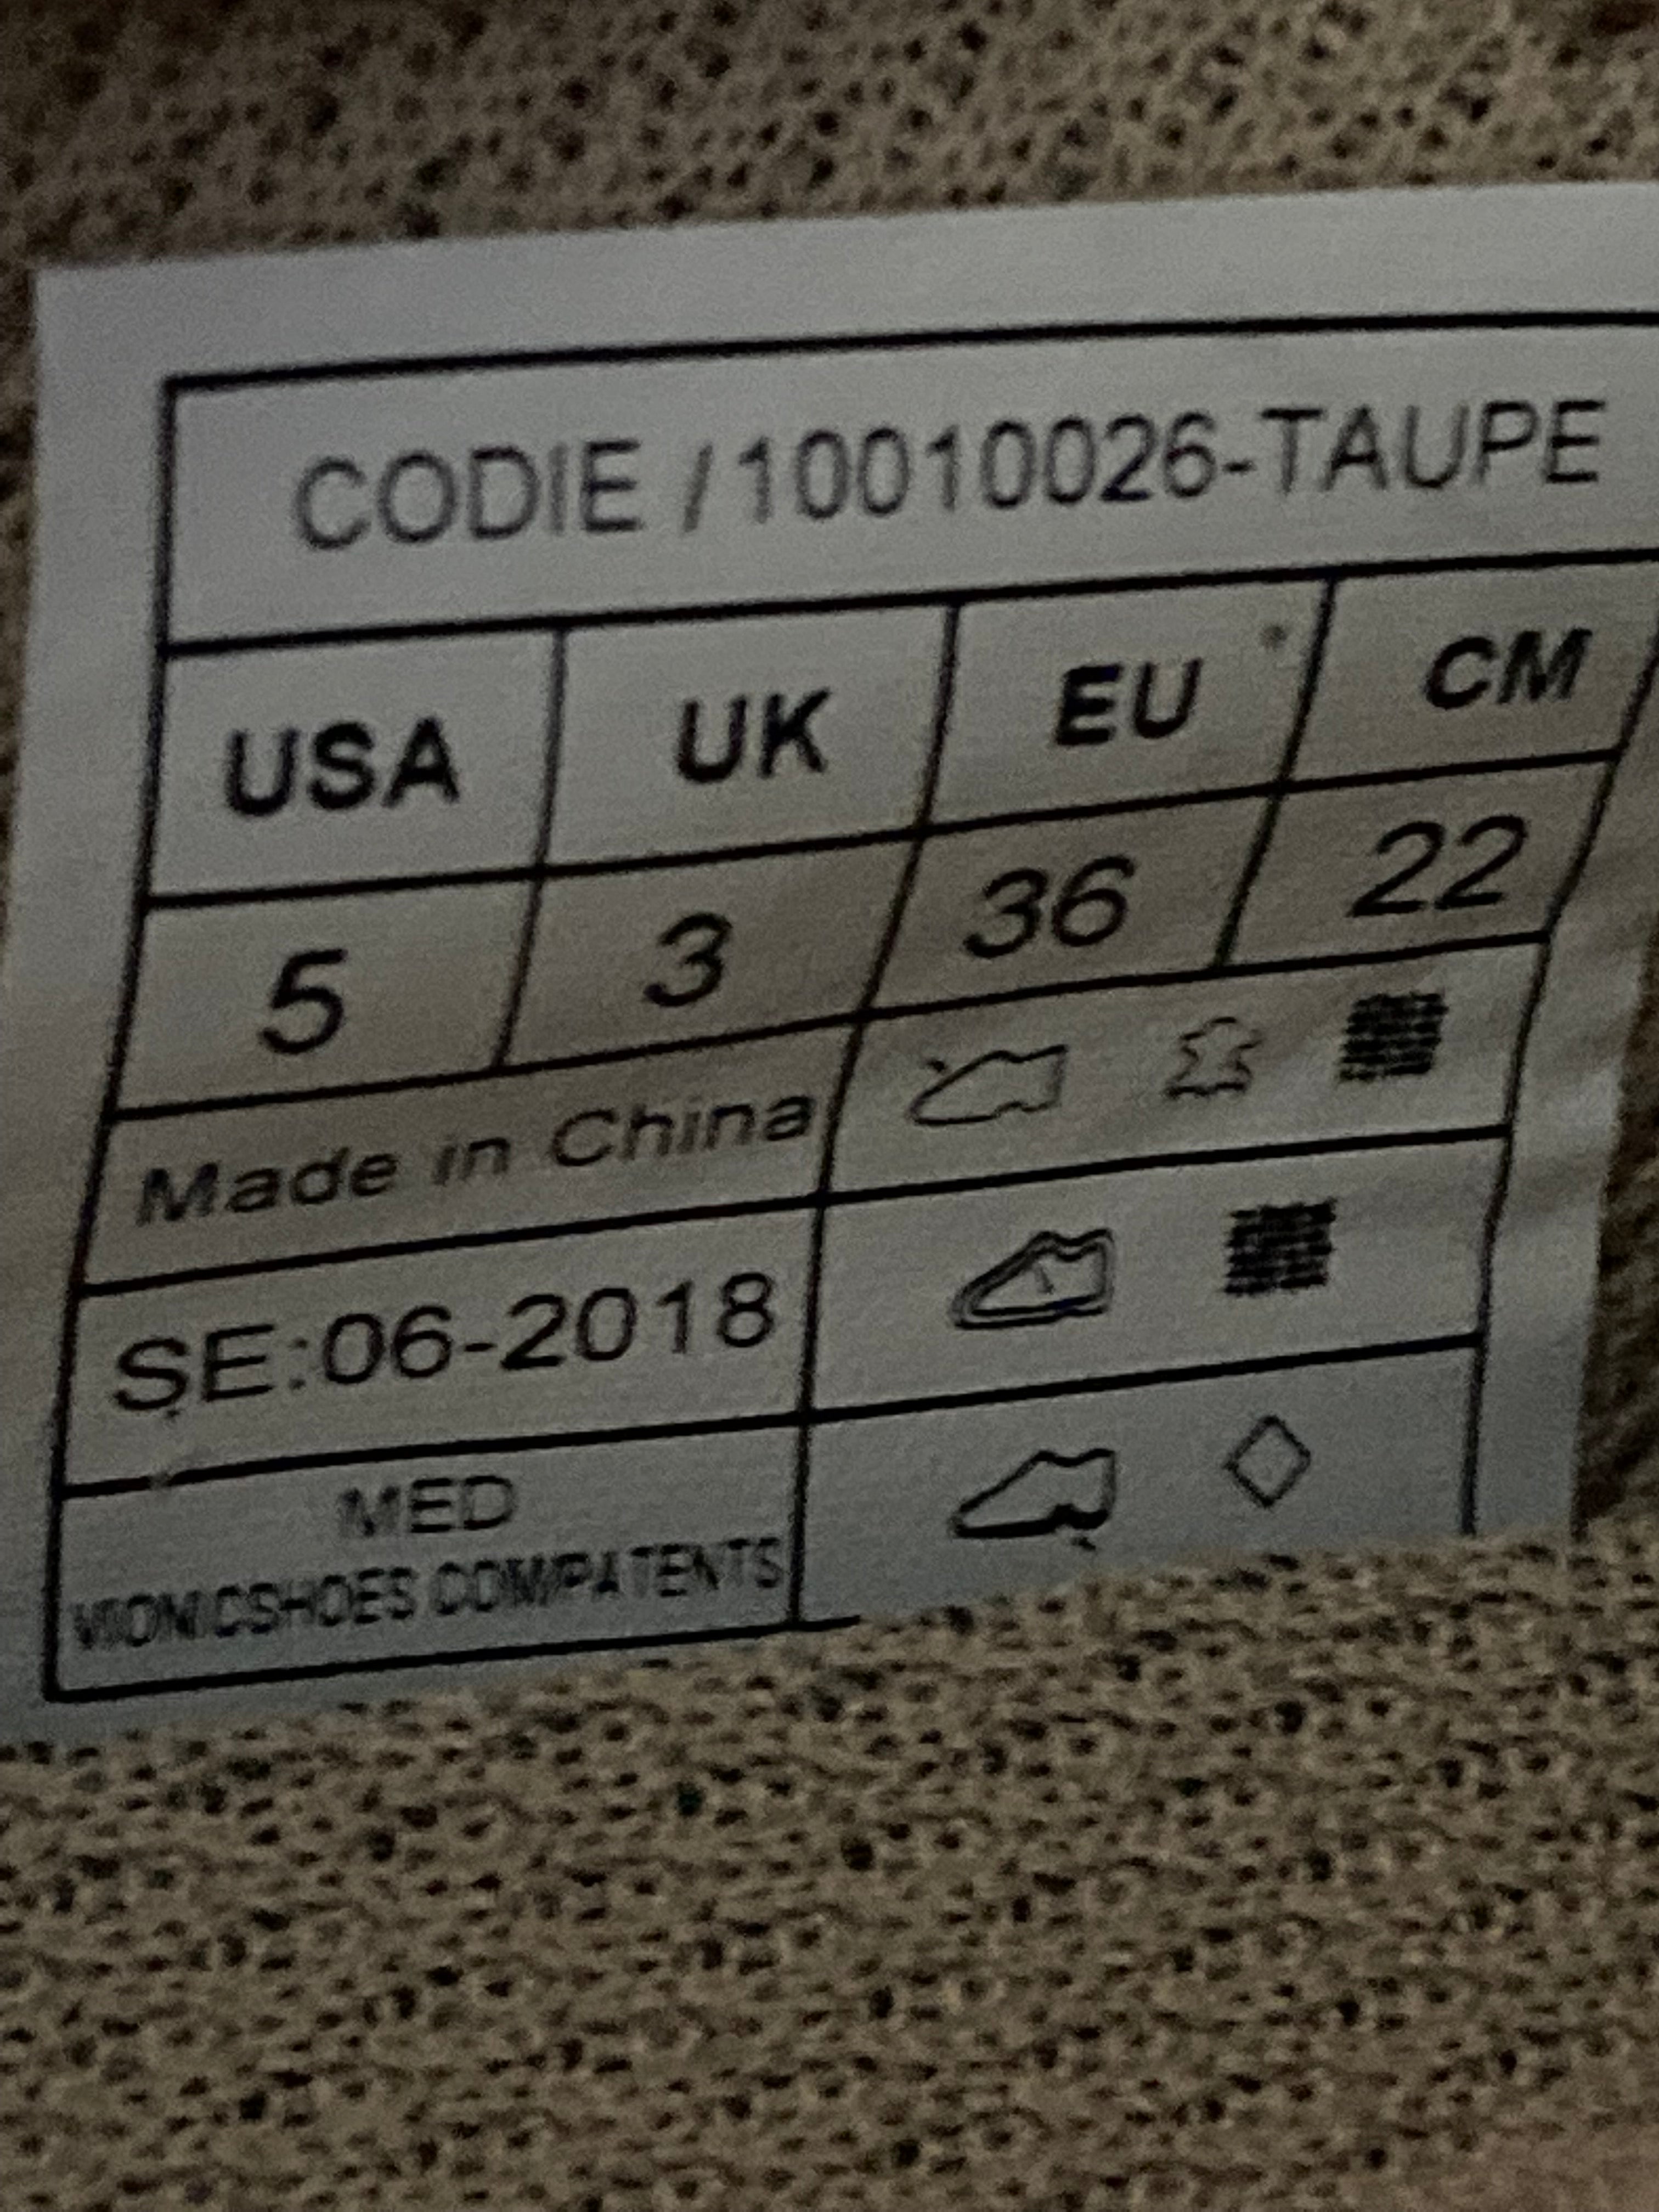 CODIE / 10010026-TAUPE
USA UK EU CM
5 3 36 22
Made in China
SE:06-2018
MED
VIONICSHOES COM/PATENTS